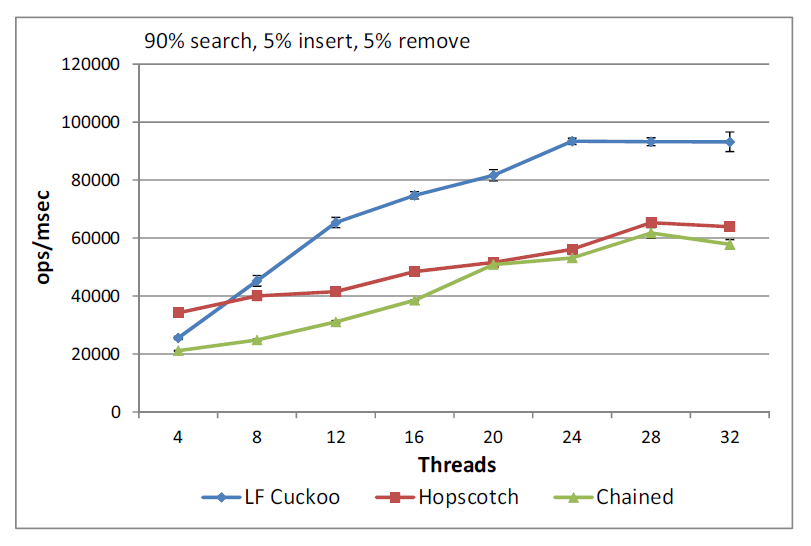 90% search, 5% insert, 5% remove
120000
100000
80000
60000
40000
20000
0
ops/msec
4 8 12 16 20 24 28 32
Threads
LF Cuckoo Hopscotch Chained